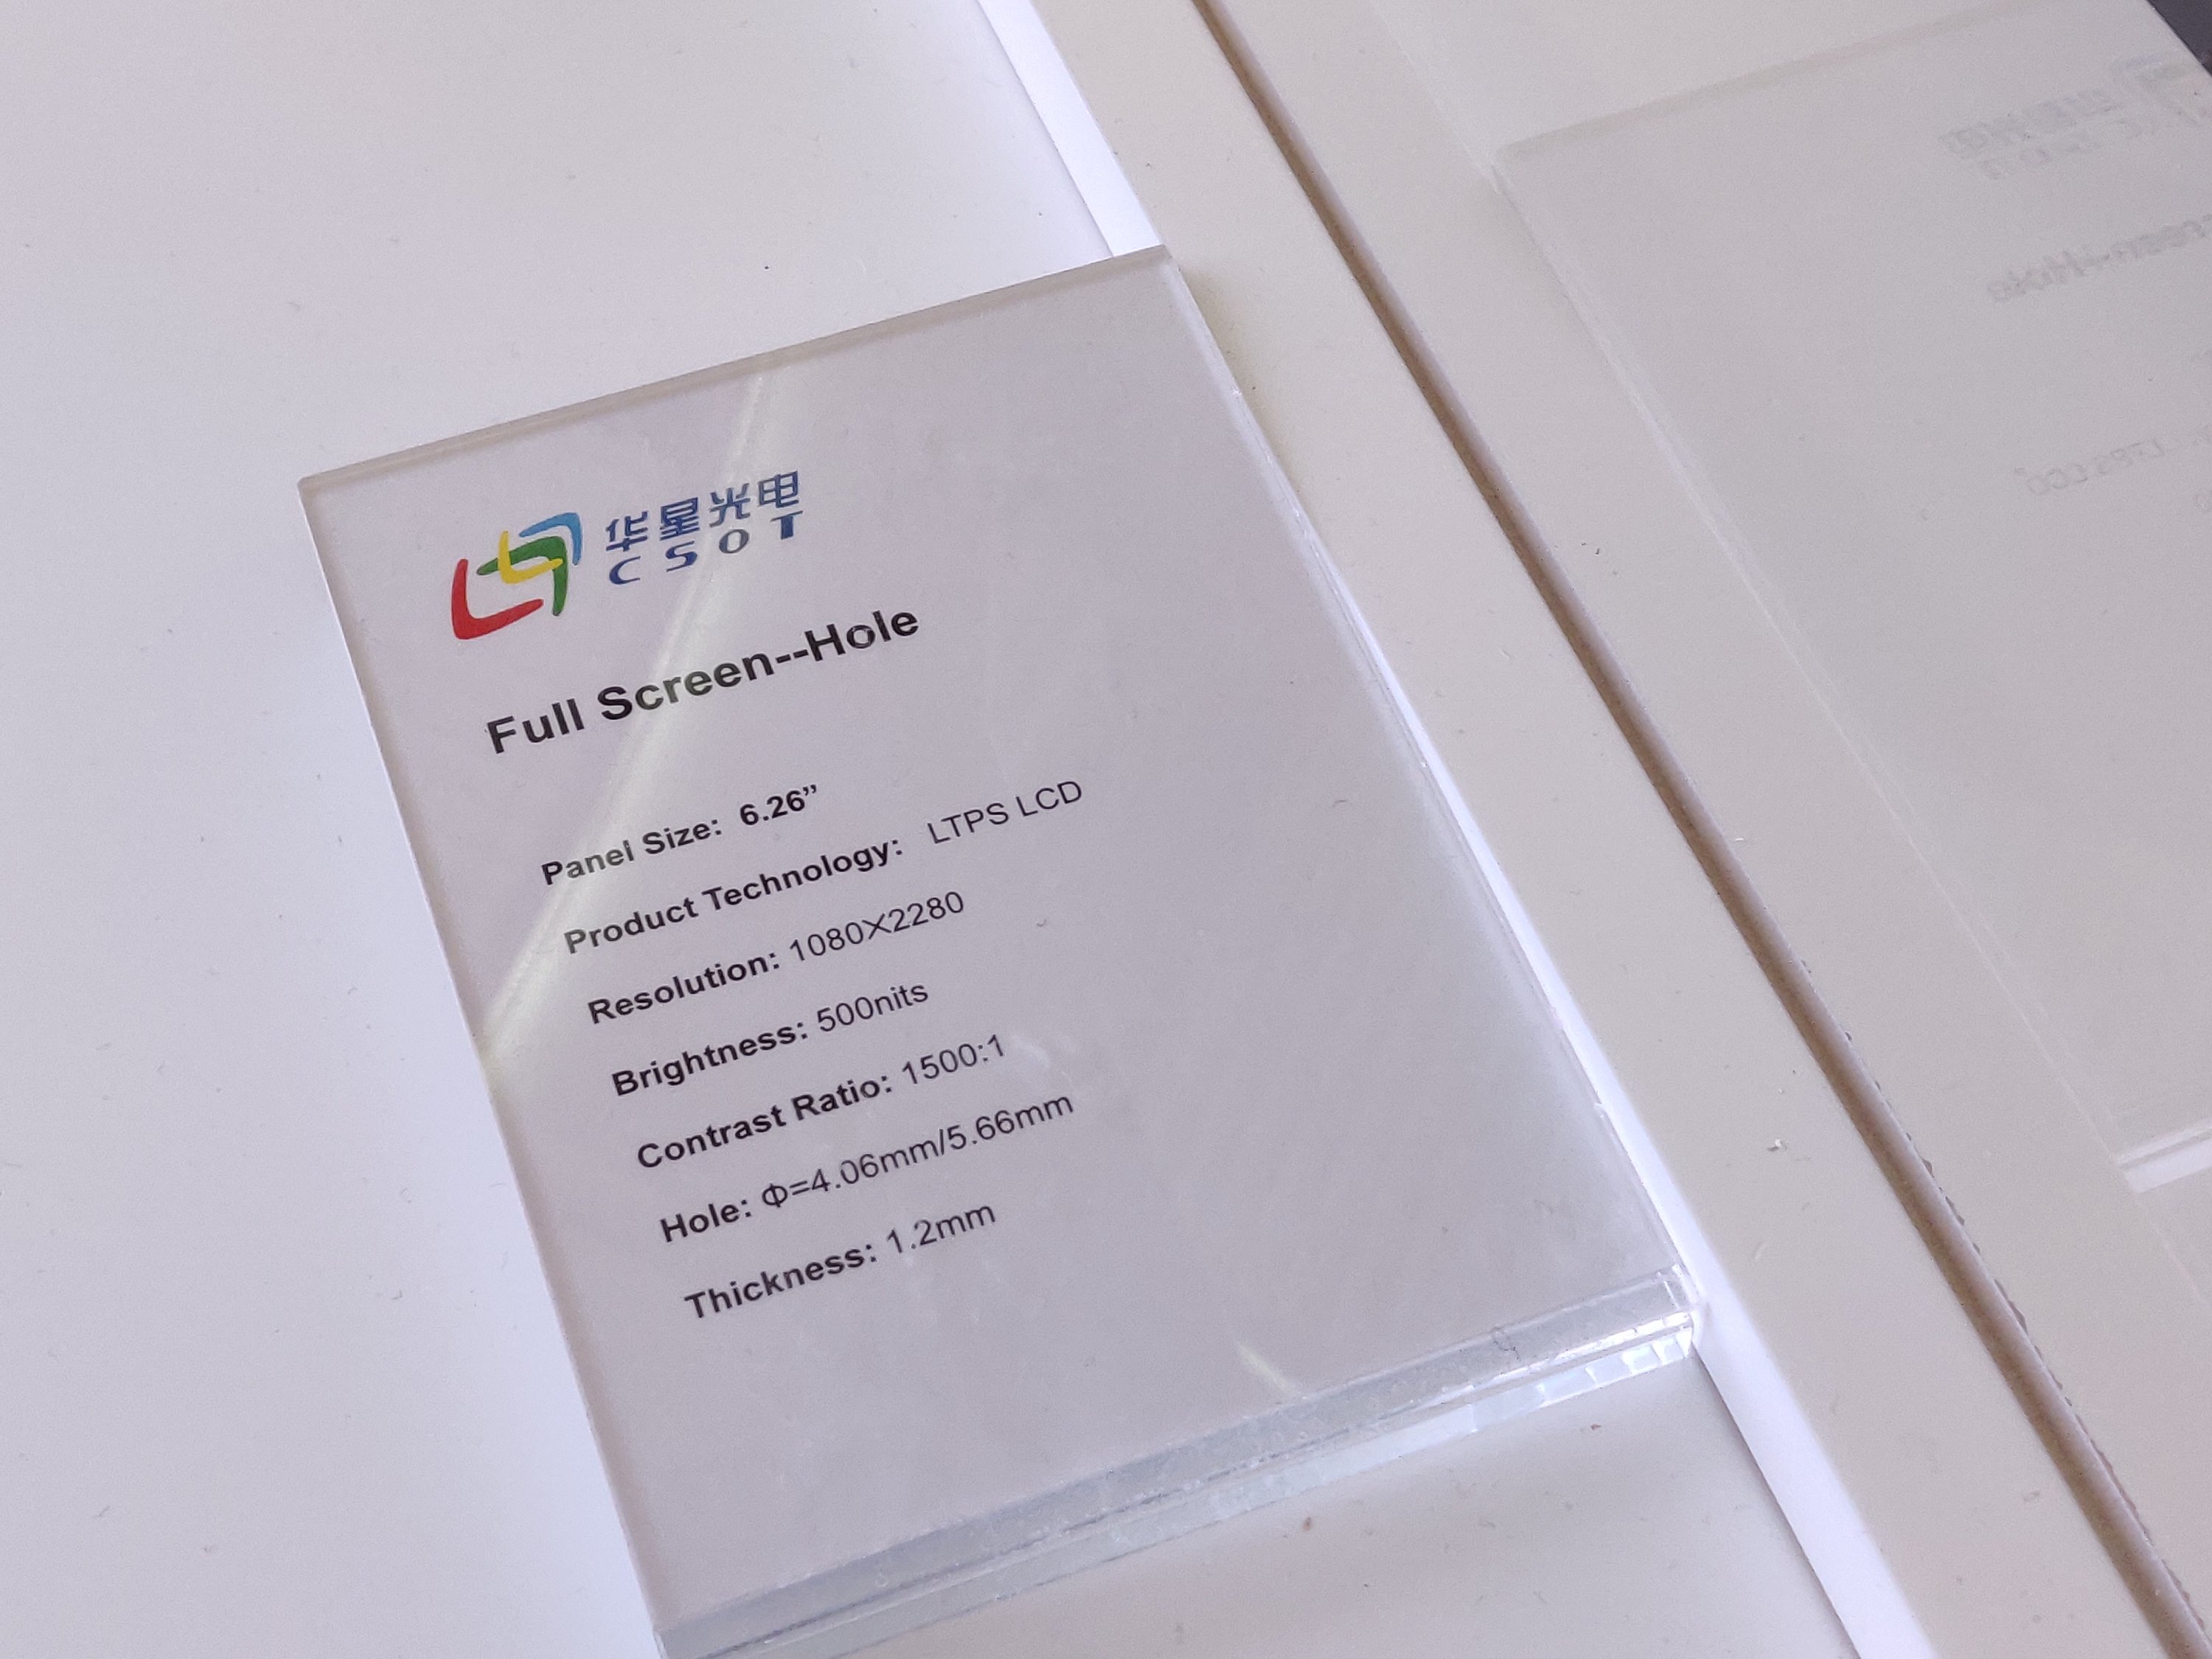 华星光电
CSOT
Full Screen--Hole
Panel Size: 6.26”
Product Technology: LTPS LCD
Resolution: 1080X2280
Brightness: 500nits
Contrast Ratio: 1500:1
Hole: Φ=4.06mm/5.66mm
Thickness: 1.2mm